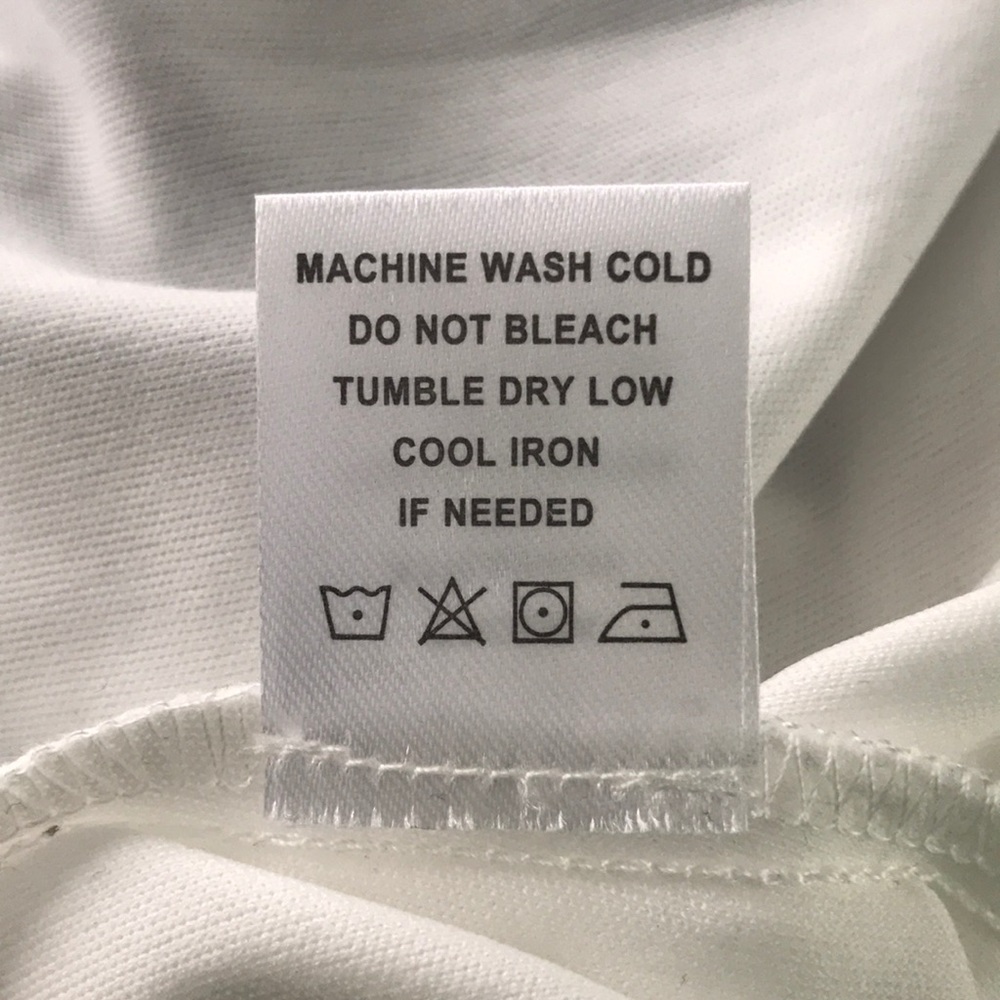 MACHINE WASH COLD
DO NOT BLEACH
TUMBLE DRY LOW
COOL IRON
IF NEEDED